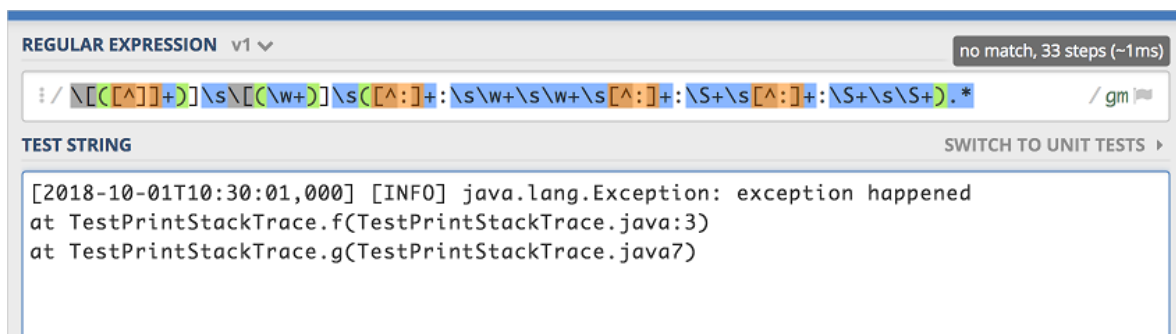 REGULAR EXPRESSION v1
no match, 33 steps (~1ms)
/ \[([^]]+)]\s\[(\w+)]\s([^:]+:\s\w+\s\w+\s[^:]+:\S+\s[^:]+:\S+\s\S+).* / gm
TEST STRING SWITCH TO UNIT TESTS
[2018-10-01T10:30:01,000] [INFO] java.lang.Exception: exception happened
at TestPrintStackTrace.f(TestPrintStackTrace.java:3)
at TestPrintStackTrace.g(TestPrintStackTrace.java7)